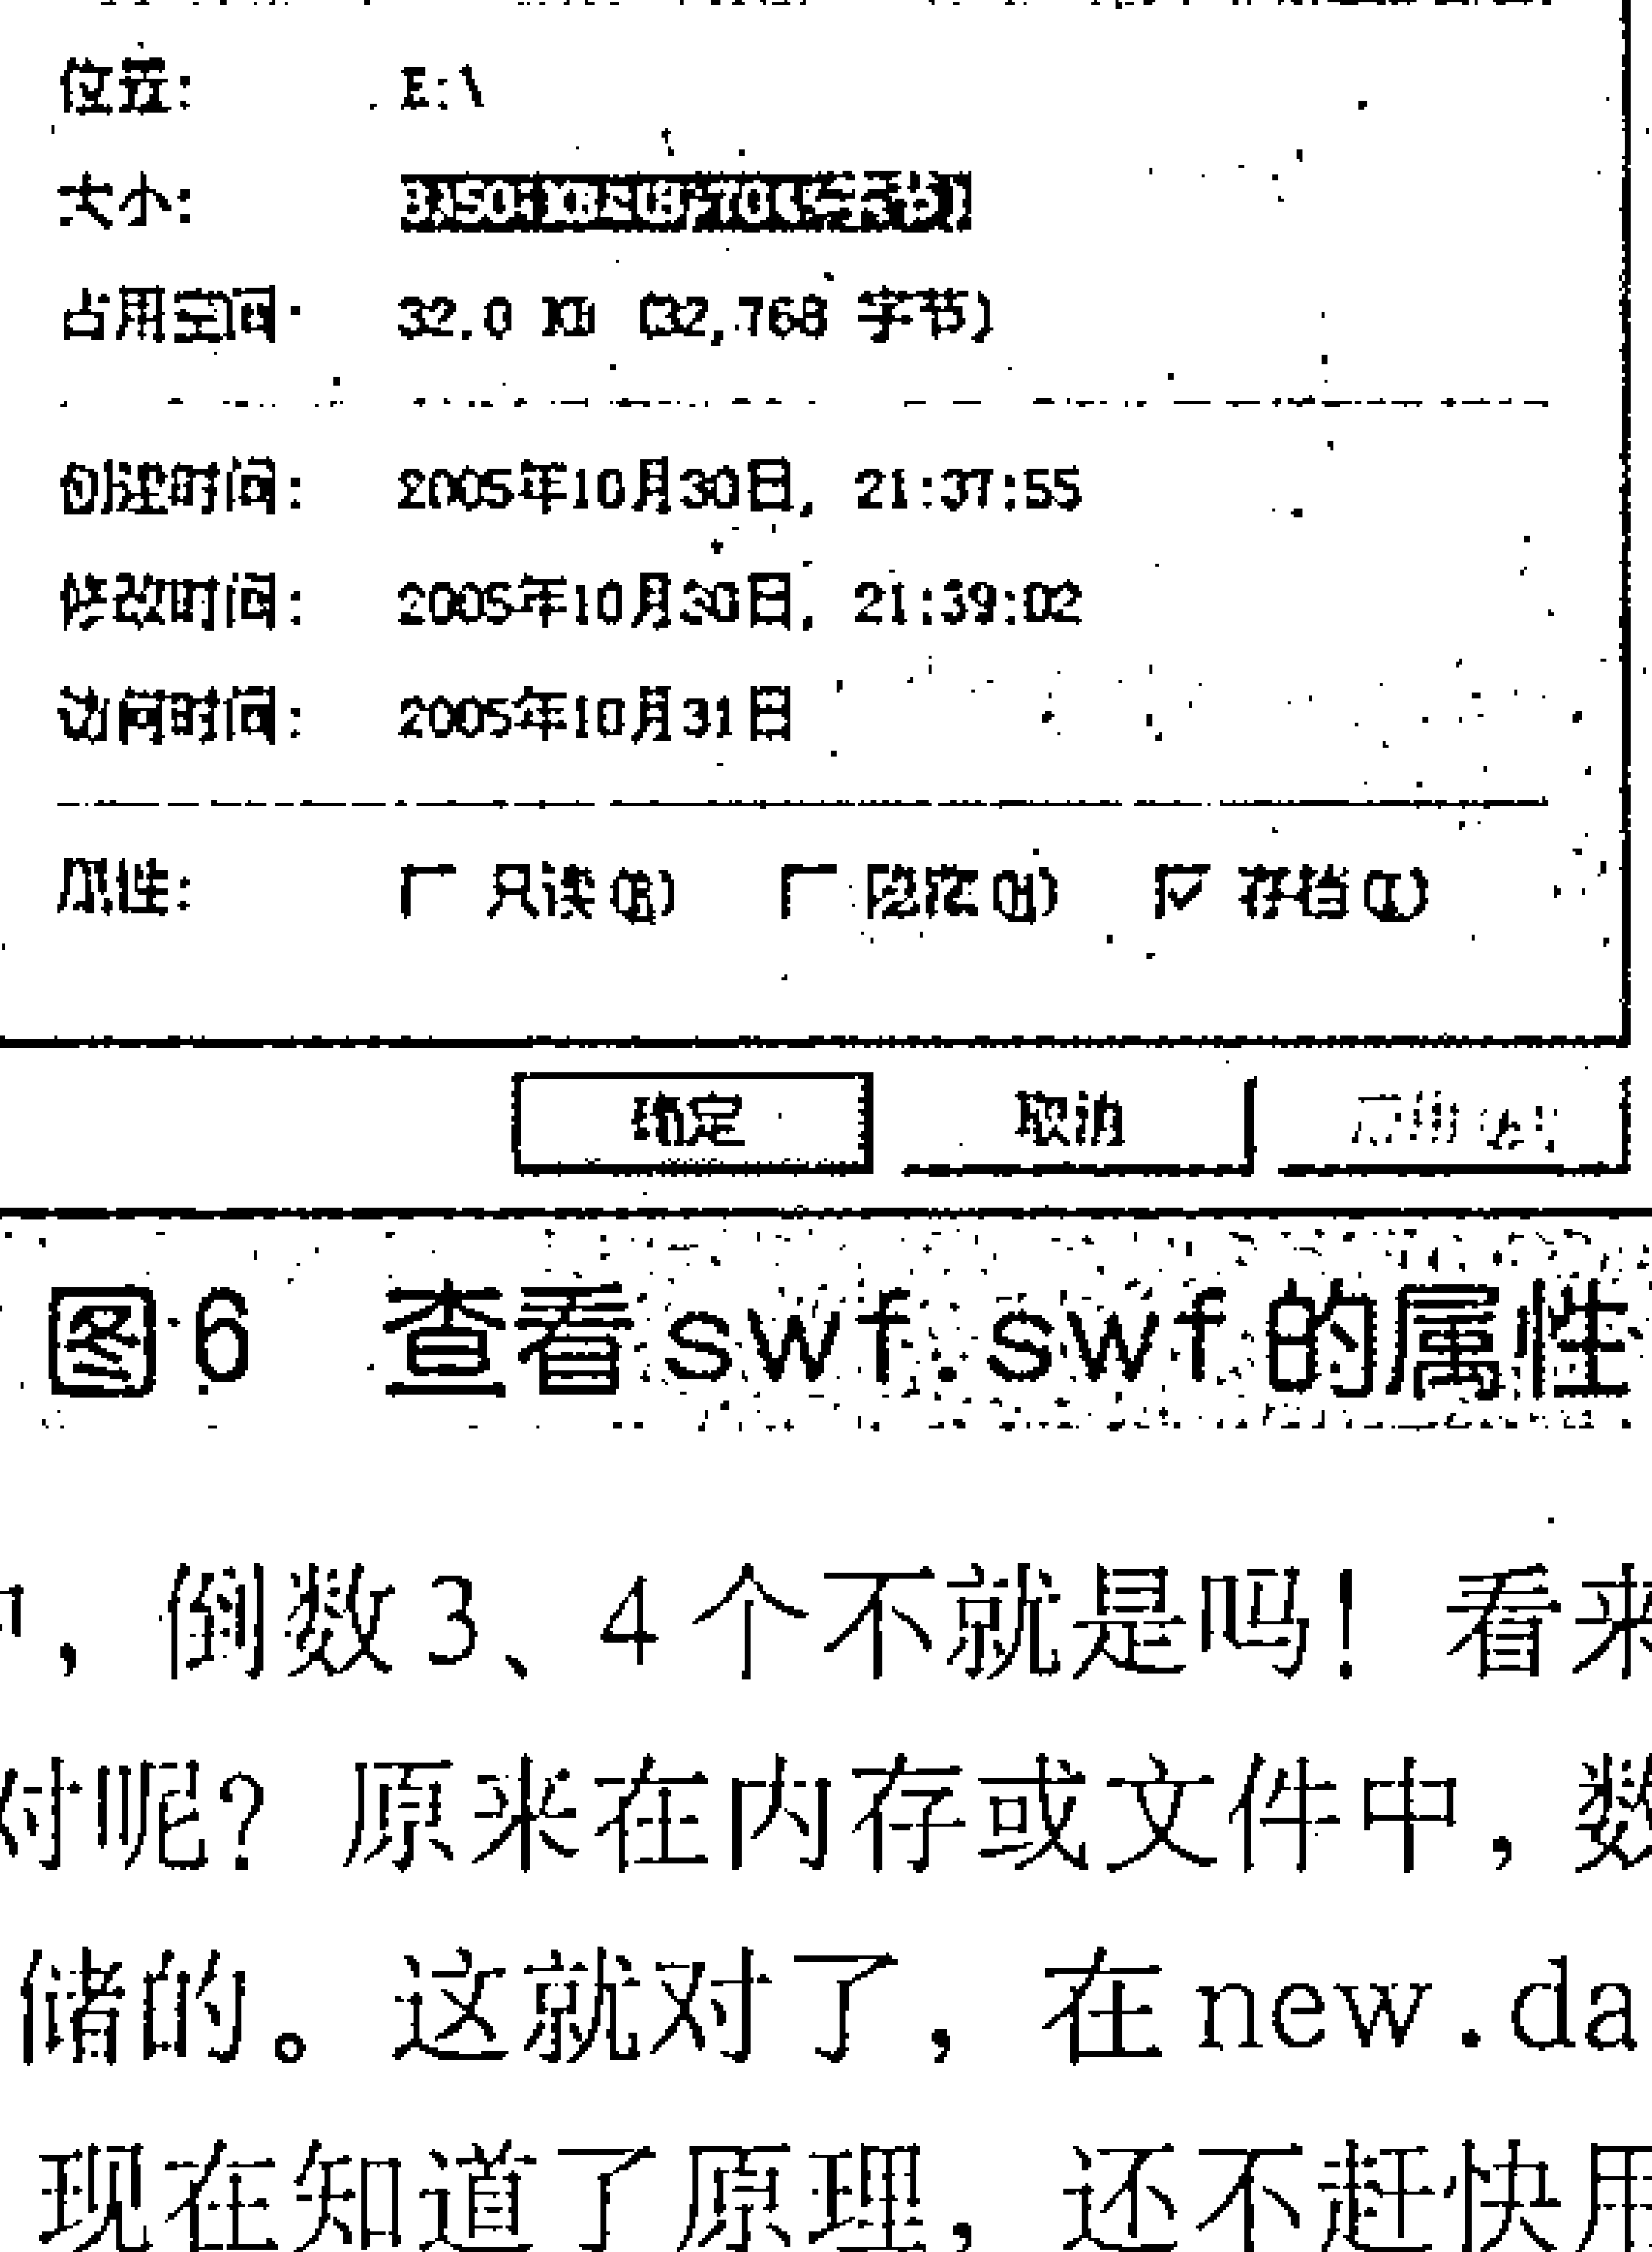 位置: E:\
大小:
占用空间: 32.0 KB (32,768 字节)
创建时间: 2005年10月30日, 21:37:55
修改时间: 2005年10月30日, 21:39:02
访问时间: 2005年10月31日
属性: 只读(R) 隐藏(H) 存档(I)
确定 取消 应用(A)
图6 查看swf.swf的属性
中，倒数3、4个不就是吗！看来
对呢？原来在内存或文件中，数
储的。这就对了，在new.da
现在知道了原理，还不赶快用